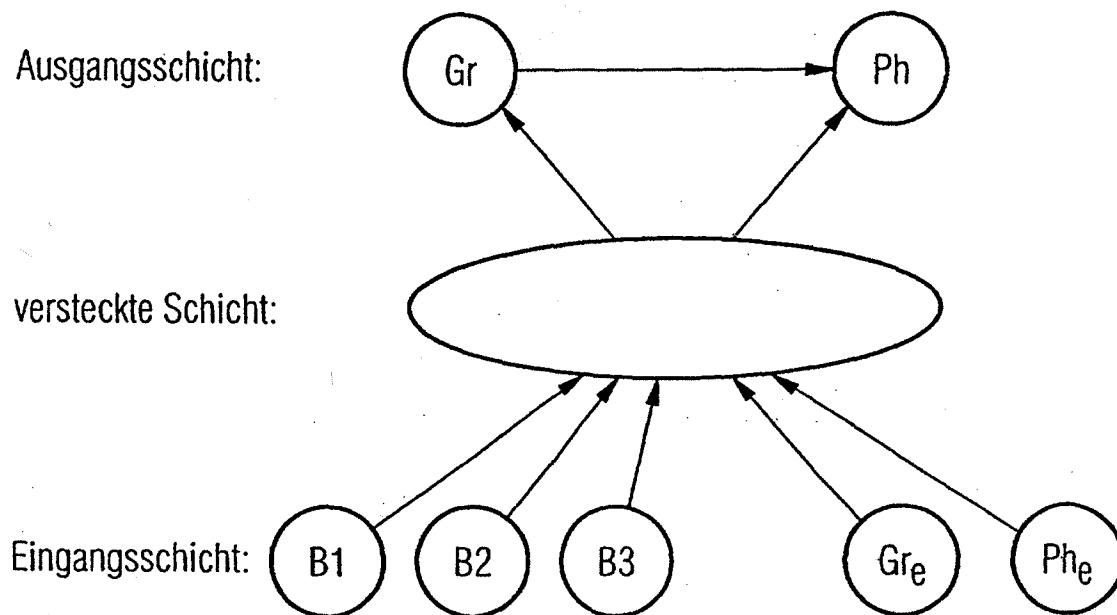 Ausgangsschicht: Gr Ph
versteckte Schicht:
Eingangsschicht: B1 B2 B3 Grₑ Phₑ